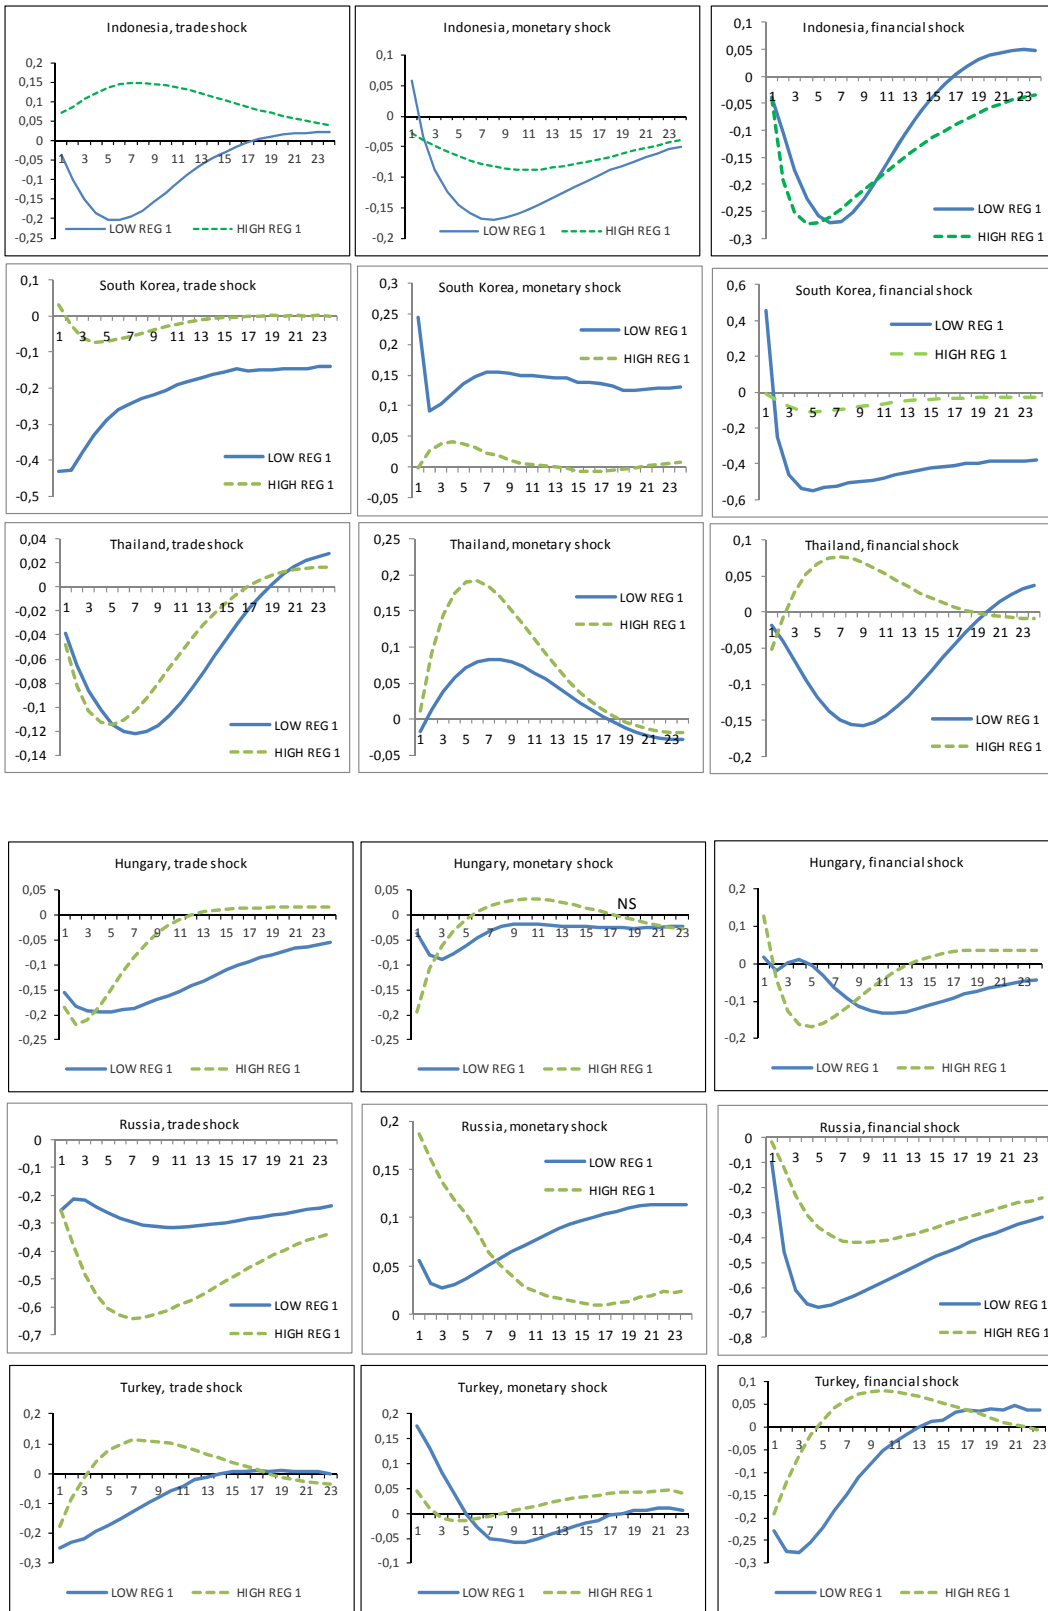 Indonesia, trade shock
0,2
0,15
0,1
0,05
0
-0,05
-0,1
-0,15
-0,2
-0,25
1 3 5 7 9 11 13 15 17 19 21 23
LOW REG 1 HIGH REG 1
Indonesia, monetary shock
0,1
0,05
0
-0,05
-0,1
-0,15
-0,2
1 3 5 7 9 11 13 15 17 19 21 23
LOW REG 1 HIGH REG 1
Indonesia, financial shock
0,1
0,05
0
-0,05
-0,1
-0,15
-0,2
-0,25
-0,3
1 3 5 7 9 11 13 15 17 19 21 23
LOW REG 1
HIGH REG 1
South Korea, trade shock
0,1
0
-0,1
-0,2
-0,3
-0,4
-0,5
1 3 5 7 9 11 13 15 17 19 21 23
LOW REG 1
HIGH REG 1
South Korea, monetary shock
0,3
0,25
0,2
0,15
0,1
0,05
0
-0,05
1 3 5 7 9 11 13 15 17 19 21 23
LOW REG 1
HIGH REG 1
South Korea, financial shock
0,6
0,4
0,2
0
-0,2
-0,4
-0,6
1 3 5 7 9 11 13 15 17 19 21 23
LOW REG 1
HIGH REG 1
Thailand, trade shock
0,04
0,02
0
-0,02
-0,04
-0,06
-0,08
-0,1
-0,12
-0,14
1 3 5 7 9 11 13 15 17 19 21 23
LOW REG 1
HIGH REG 1
Thailand, monetary shock
0,25
0,2
0,15
0,1
0,05
0
-0,05
1 3 5 7 9 11 13 15 17 19 21 23
LOW REG 1
HIGH REG 1
Thailand, financial shock
0,1
0,05
0
-0,05
-0,1
-0,15
-0,2
1 3 5 7 9 11 13 15 17 19 21 23
LOW REG 1
HIGH REG 1
Hungary, trade shock
0,05
0
-0,05
-0,1
-0,15
-0,2
-0,25
1 3 5 7 9 11 13 15 17 19 21 23
LOW REG 1 HIGH REG 1
Hungary, monetary shock
NS
0,05
0
-0,05
-0,1
-0,15
-0,2
-0,25
1 3 5 7 9 11 13 15 17 19 21 23
LOW REG 1 HIGH REG 1
Hungary, financial shock
0,2
0,1
0
-0,1
-0,2
1 3 5 7 9 11 13 15 17 19 21 23
LOW REG 1 HIGH REG 1
Russia, trade shock
0
-0,1
-0,2
-0,3
-0,4
-0,5
-0,6
-0,7
1 3 5 7 9 11 13 15 17 19 21 23
LOW REG 1
HIGH REG 1
Russia, monetary shock
0,2
0,15
0,1
0,05
0
1 3 5 7 9 11 13 15 17 19 21 23
LOW REG 1
HIGH REG 1
Russia, financial shock
0
-0,1
-0,2
-0,3
-0,4
-0,5
-0,6
-0,7
-0,8
1 3 5 7 9 11 13 15 17 19 21 23
LOW REG 1
HIGH REG 1
Turkey, trade shock
0,2
0,1
0
-0,1
-0,2
-0,3
1 3 5 7 9 11 13 15 17 19 21 23
LOW REG 1 HIGH REG 1
Turkey, monetary shock
0,2
0,15
0,1
0,05
0
-0,05
-0,1
1 3 5 7 9 11 13 15 17 19 21 23
LOW REG 1 HIGH REG 1
Turkey, financial shock
0,1
0,05
0
-0,05
-0,1
-0,15
-0,2
-0,25
-0,3
1 3 5 7 9 11 13 15 17 19 21 23
LOW REG 1 HIGH REG 1